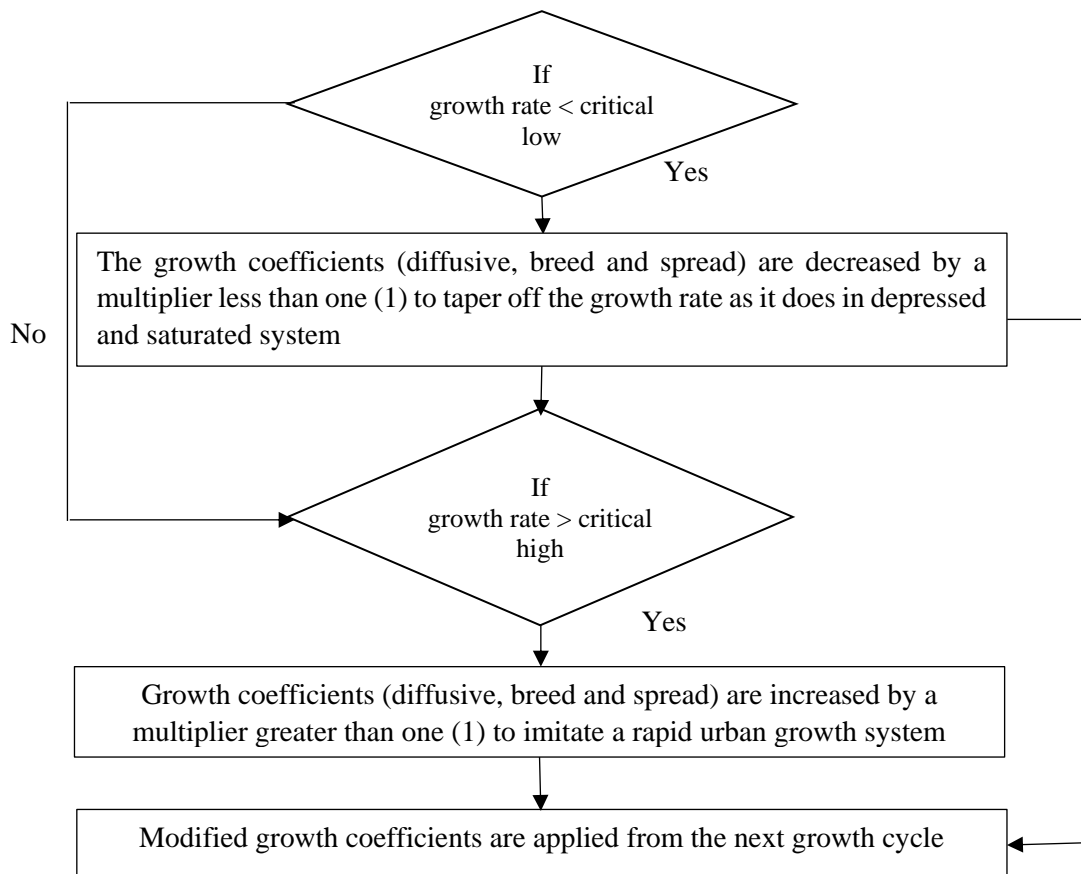 If
growth rate < critical
low
Yes
The growth coefficients (diffusive, breed and spread) are decreased by a
multiplier less than one (1) to taper off the growth rate as it does in depressed
and saturated system
No
If
growth rate > critical
high
Yes
Growth coefficients (diffusive, breed and spread) are increased by a
multiplier greater than one (1) to imitate a rapid urban growth system
Modified growth coefficients are applied from the next growth cycle